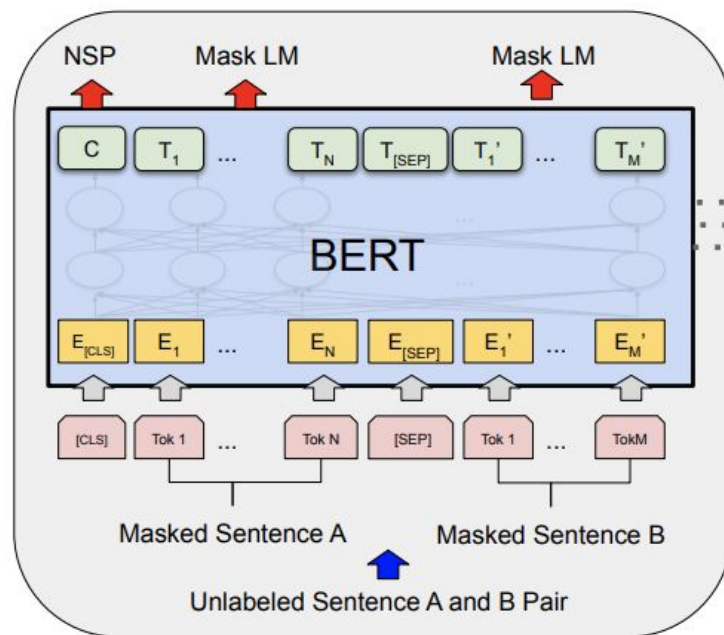 NSP Mask LM Mask LM
C T1 ... TN T[SEP] T1' ... TM'
...
BERT
...
E[CLS] E1 ... EN E[SEP] E1' ... EM'
[CLS] Tok 1 ... Tok N [SEP] Tok 1 ... TokM
Masked Sentence A Masked Sentence B
Unlabeled Sentence A and B Pair